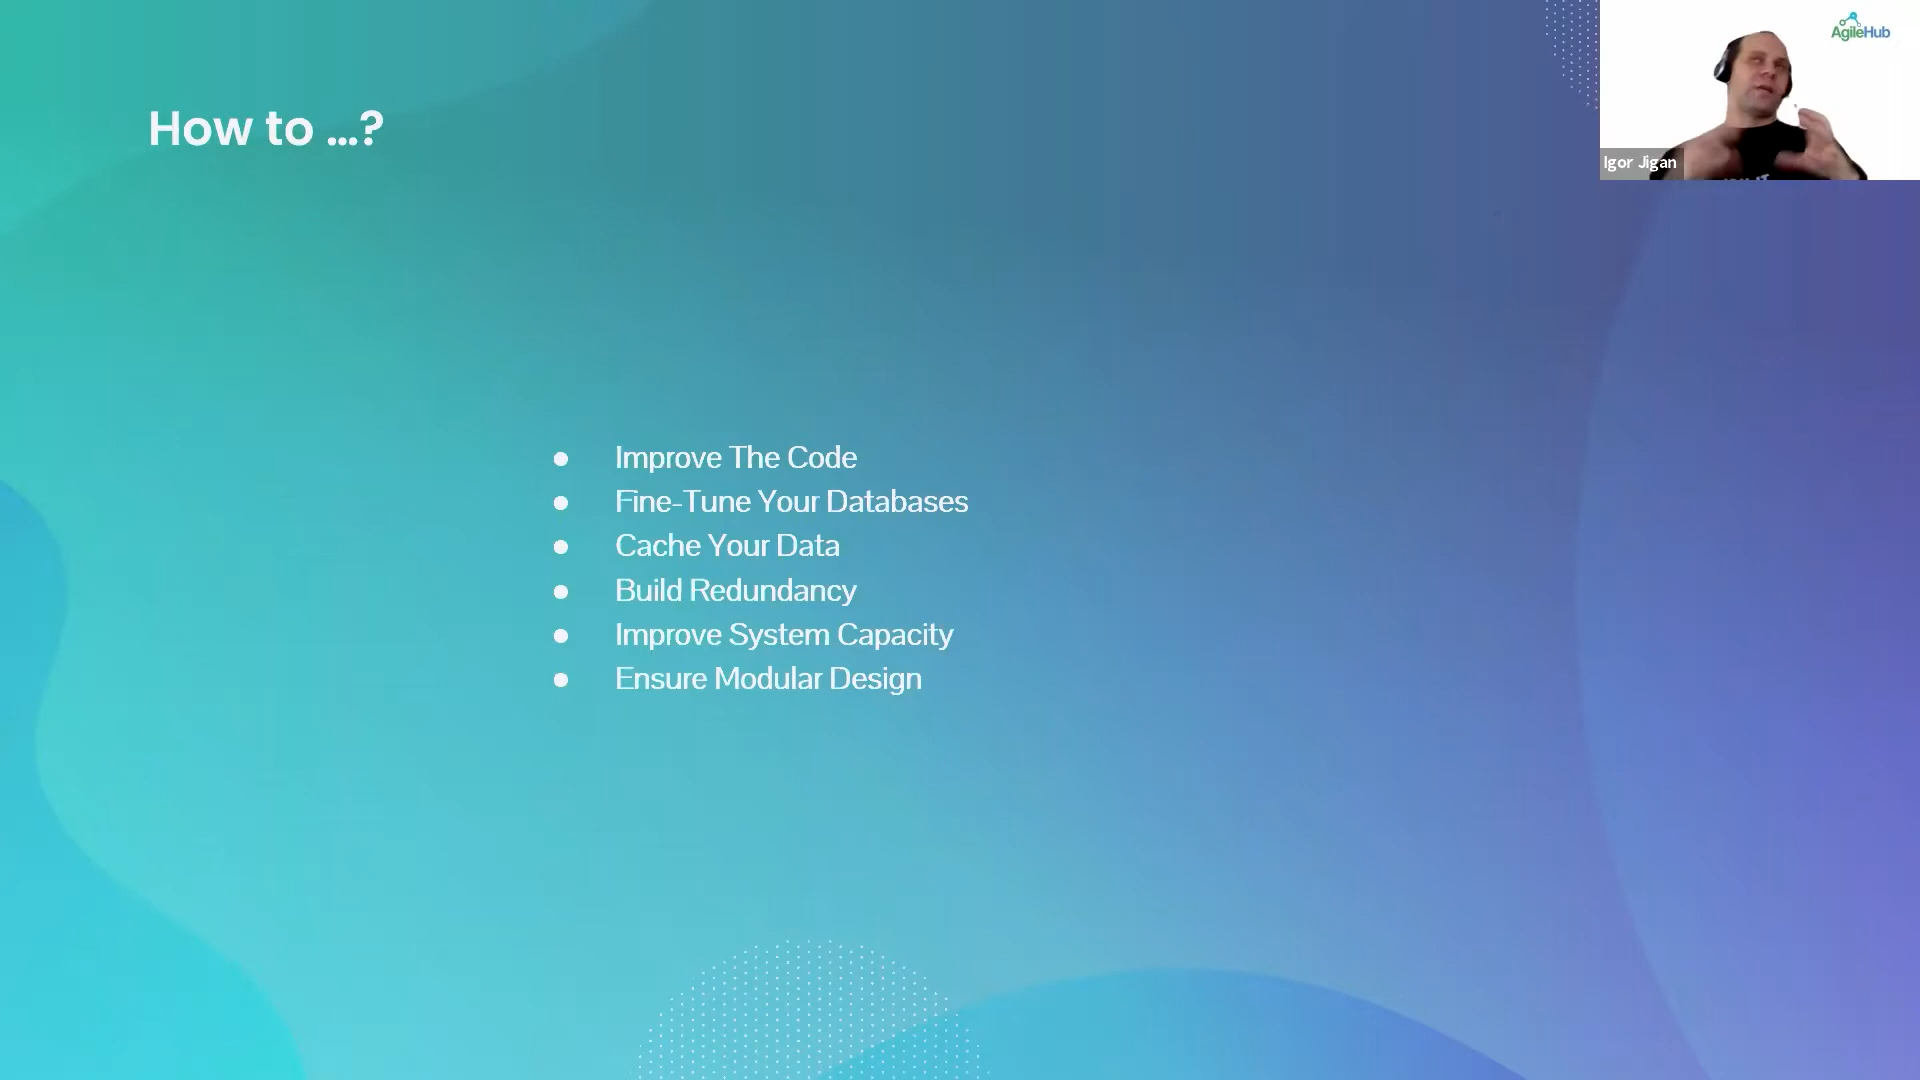 How to ...?
AgileHub
Igor Jigan
● Improve The Code
● Fine-Tune Your Databases
● Cache Your Data
● Build Redundancy
● Improve System Capacity
● Ensure Modular Design